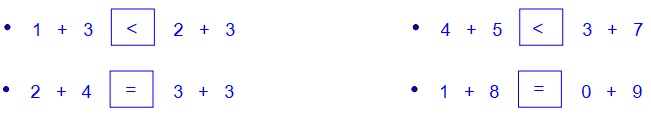 • 1 + 3 < 2 + 3 • 4 + 5 < 3 + 7
• 2 + 4 = 3 + 3 • 1 + 8 = 0 + 9